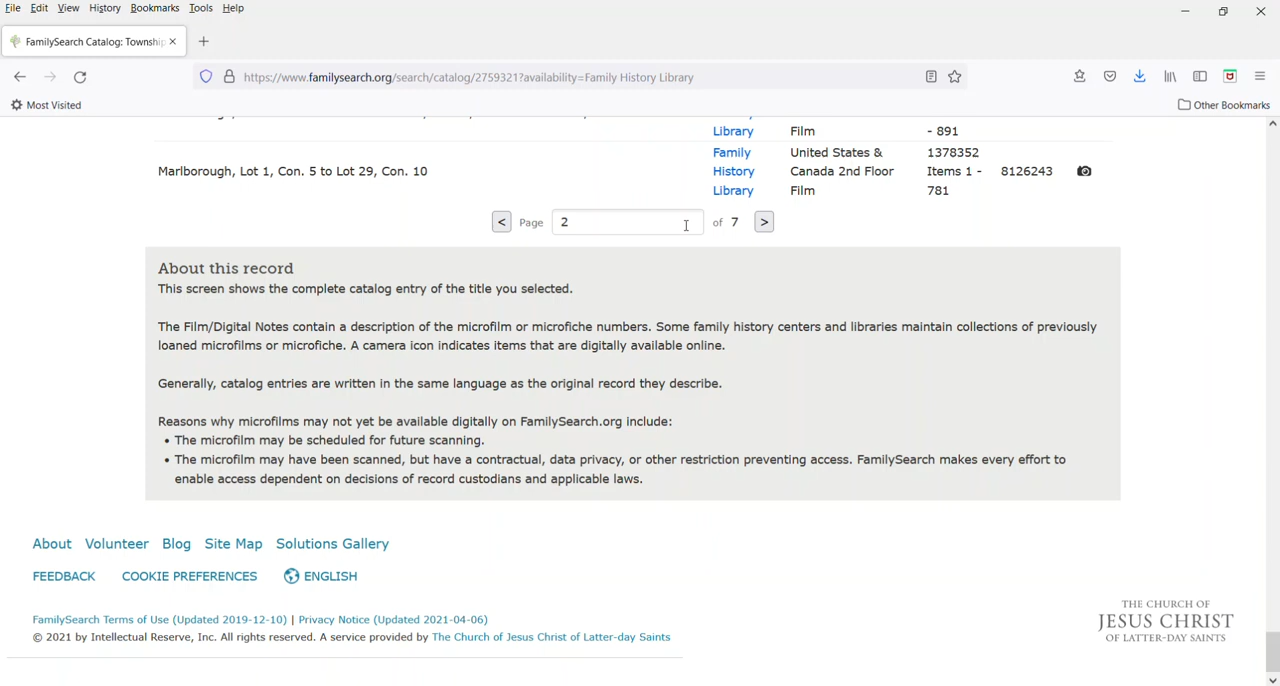 File Edit View History Bookmarks Tools Help
FamilySearch Catalog: Township
https://www.familysearch.org/search/catalog/2759321?availability=Family History Library
Most Visited
Other Bookmarks
Library Film - 891
Family United States & 1378352
Marlborough, Lot 1, Con. 5 to Lot 29, Con. 10 History Canada 2nd Floor Items 1 - 8126243
Library Film 781
< Page 2 of 7 >
About this record
This screen shows the complete catalog entry of the title you selected.
The Film/Digital Notes contain a description of the microfilm or microfiche numbers. Some family history centers and libraries maintain collections of previously
loaned microfilms or microfiche. A camera icon indicates items that are digitally available online.
Generally, catalog entries are written in the same language as the original record they describe.
Reasons why microfilms may not yet be available digitally on FamilySearch.org include:
• The microfilm may be scheduled for future scanning.
• The microfilm may have been scanned, but have a contractual, data privacy, or other restriction preventing access. FamilySearch makes every effort to
enable access dependent on decisions of record custodians and applicable laws.
About Volunteer Blog Site Map Solutions Gallery
FEEDBACK COOKIE PREFERENCES ENGLISH
FamilySearch Terms of Use (Updated 2019-12-10) | Privacy Notice (Updated 2021-04-06)
© 2021 by Intellectual Reserve, Inc. All rights reserved. A service provided by The Church of Jesus Christ of Latter-day Saints
THE CHURCH OF
JESUS CHRIST
OF LATTER-DAY SAINTS